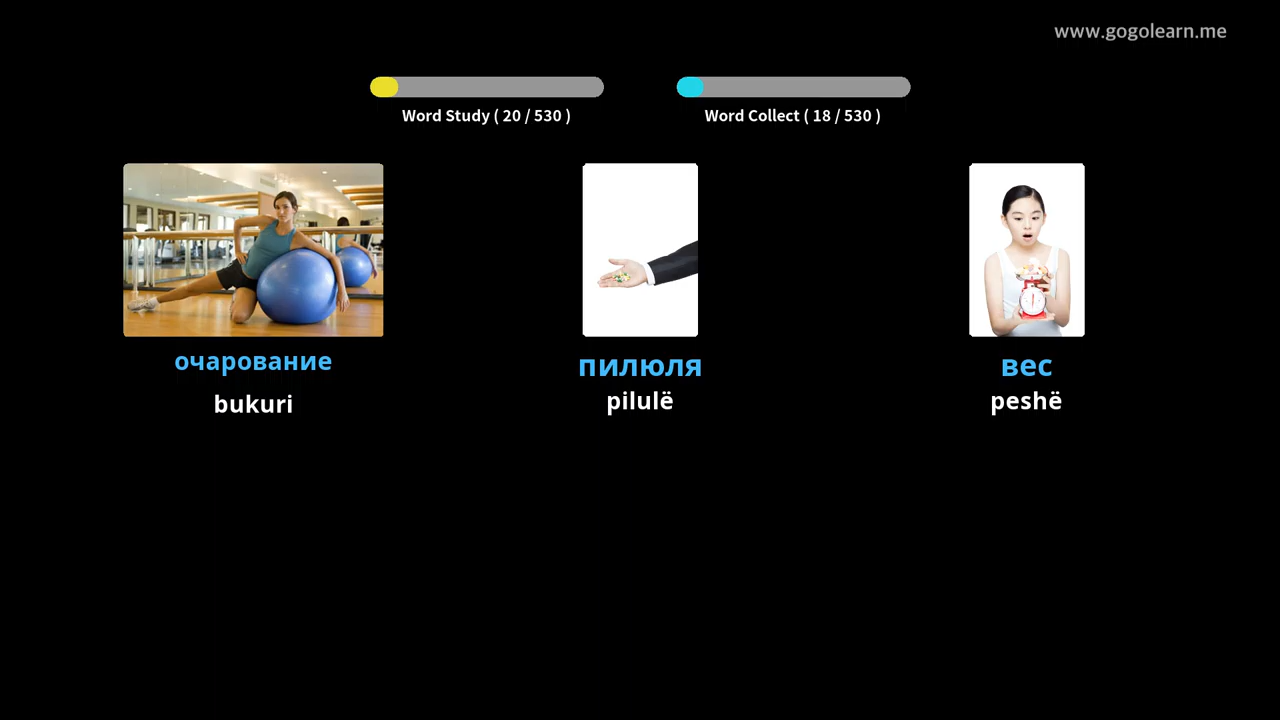 www.gogolearn.me
Word Study ( 20 / 530 )
Word Collect ( 18 / 530 )
очарование
bukuri
пилюля
pilulë
вес
peshë